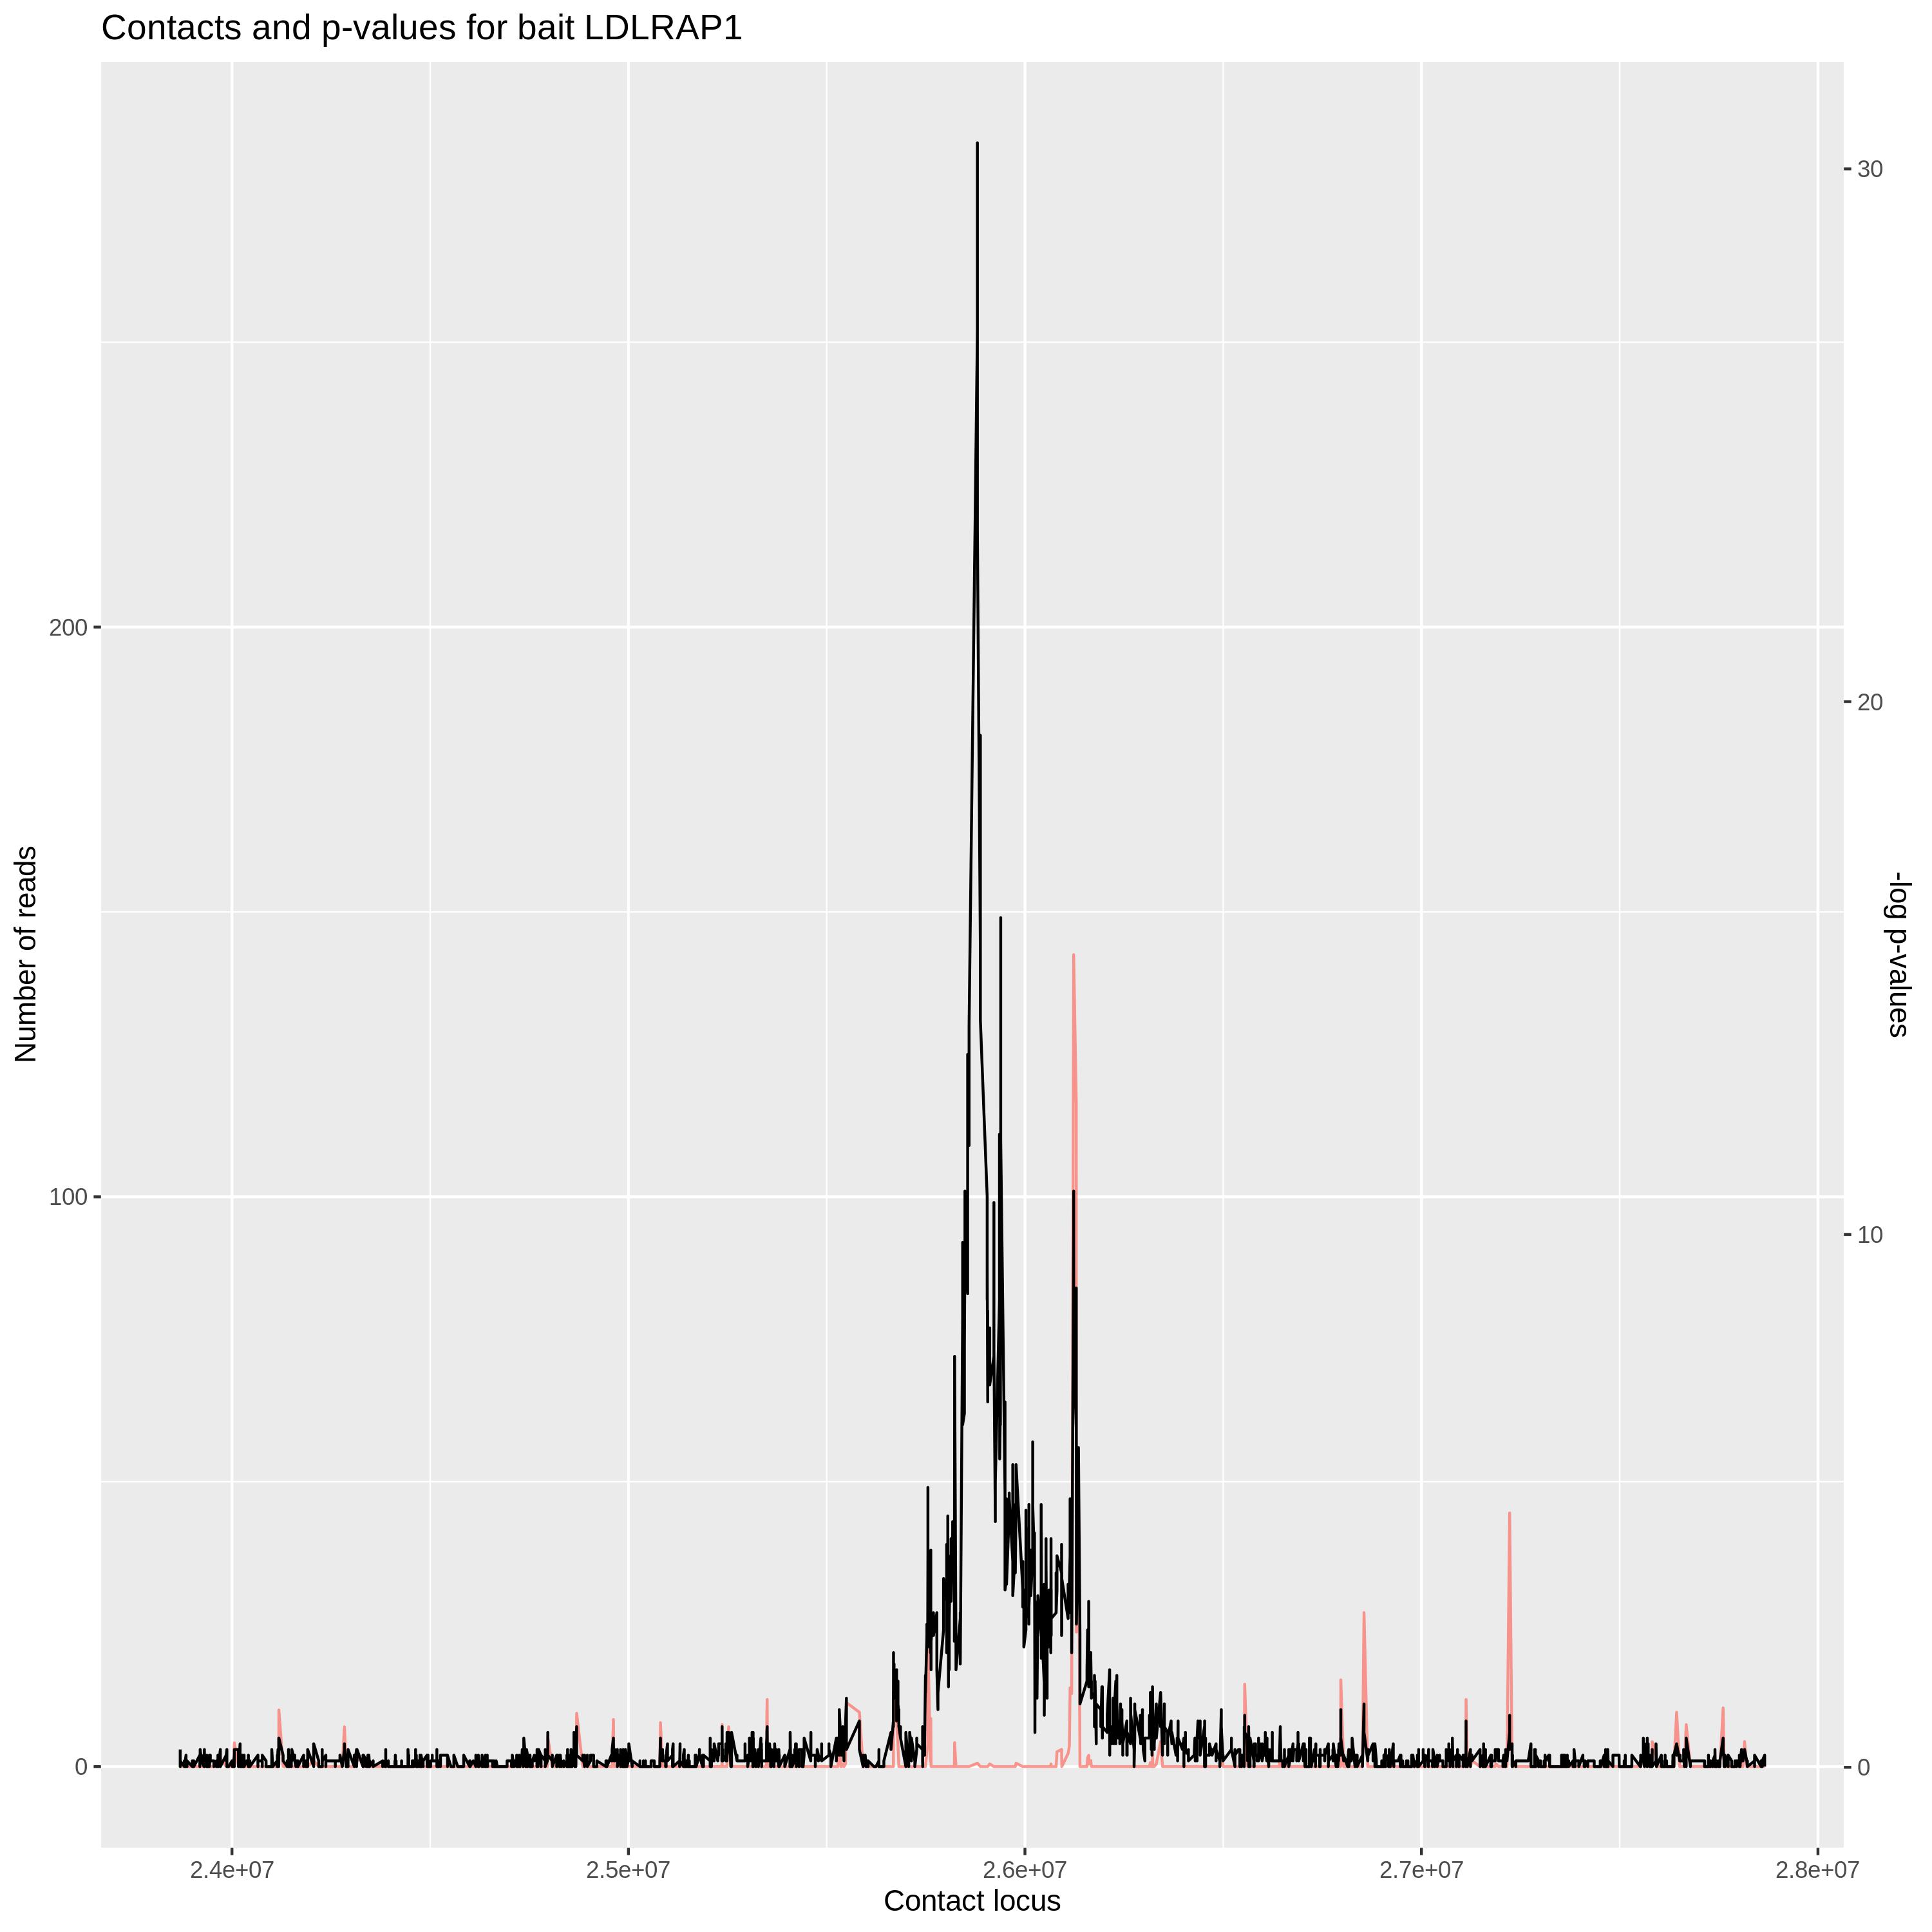 Contacts and p-values for bait LDLRAP1
Number of reads
200
100
0
30
20
10
0
-log p-values
2.4e+07
2.5e+07
2.6e+07
2.7e+07
2.8e+07
Contact locus